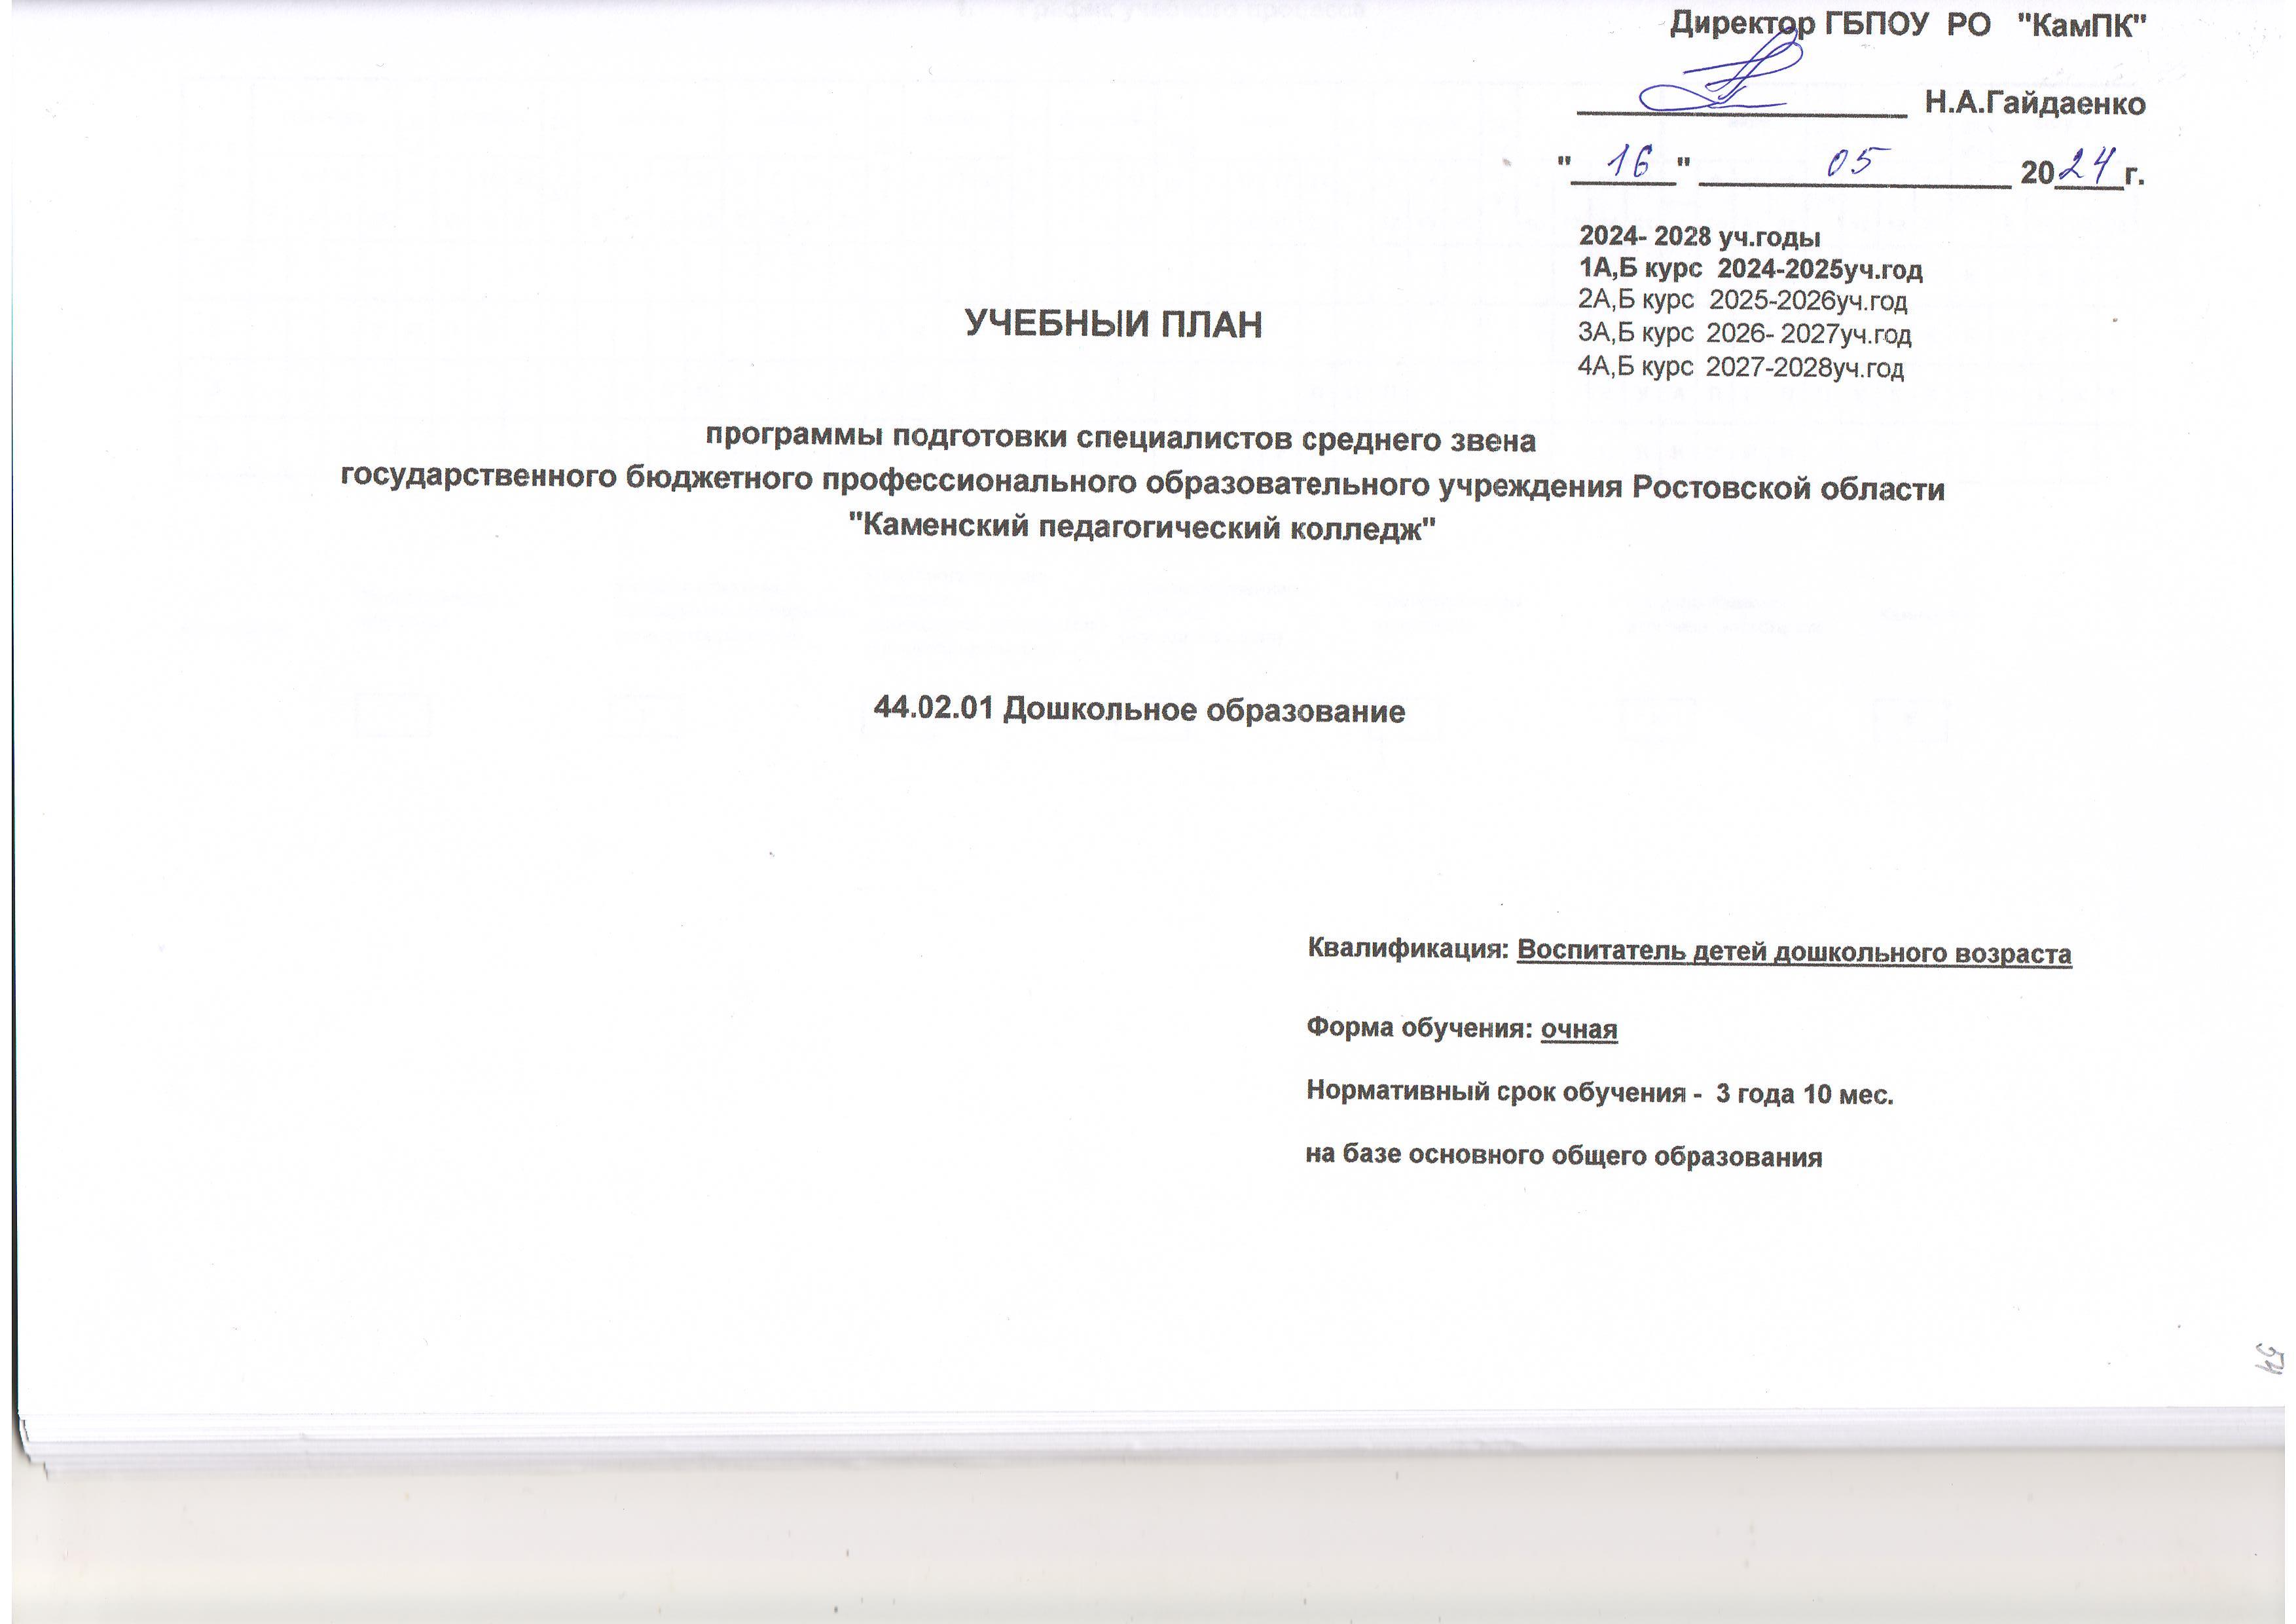 Директор ГБПОУ РО "КамПК"
____________________ Н.А.Гайдаенко
"16" 05 2024г.
2024- 2028 уч.годы
1А,Б курс 2024-2025уч.год
2А,Б курс 2025-2026уч.год
3А,Б курс 2026- 2027уч.год
4А,Б курс 2027-2028уч.год
УЧЕБНЫЙ ПЛАН
программы подготовки специалистов среднего звена
государственного бюджетного профессионального образовательного учреждения Ростовской области
"Каменский педагогический колледж"
44.02.01 Дошкольное образование
Квалификация: Воспитатель детей дошкольного возраста
Форма обучения: очная
Нормативный срок обучения - 3 года 10 мес.
на базе основного общего образования